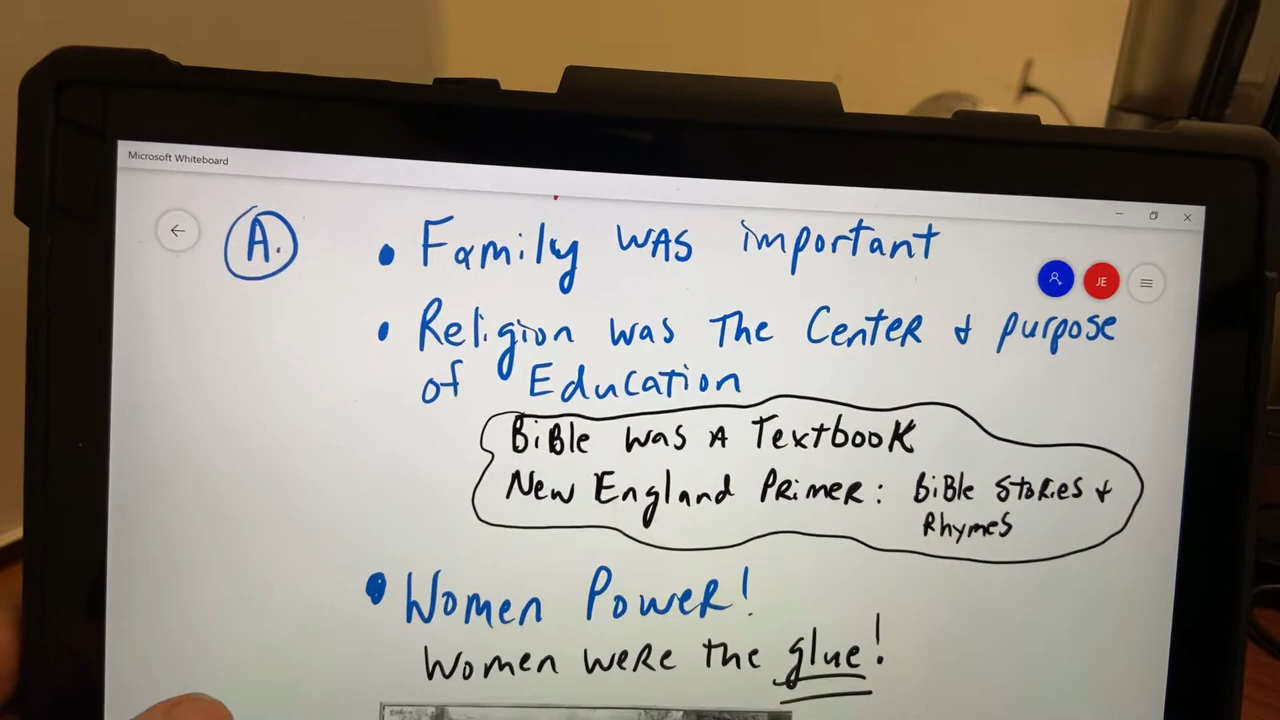 Microsoft Whiteboard
A.
• Family was important
JE
• Religion was The Center & purpose
of Education
Bible was A Textbook
New England Primer: Bible Stories &
Rhymes
• Women Power!
Women were the glue!